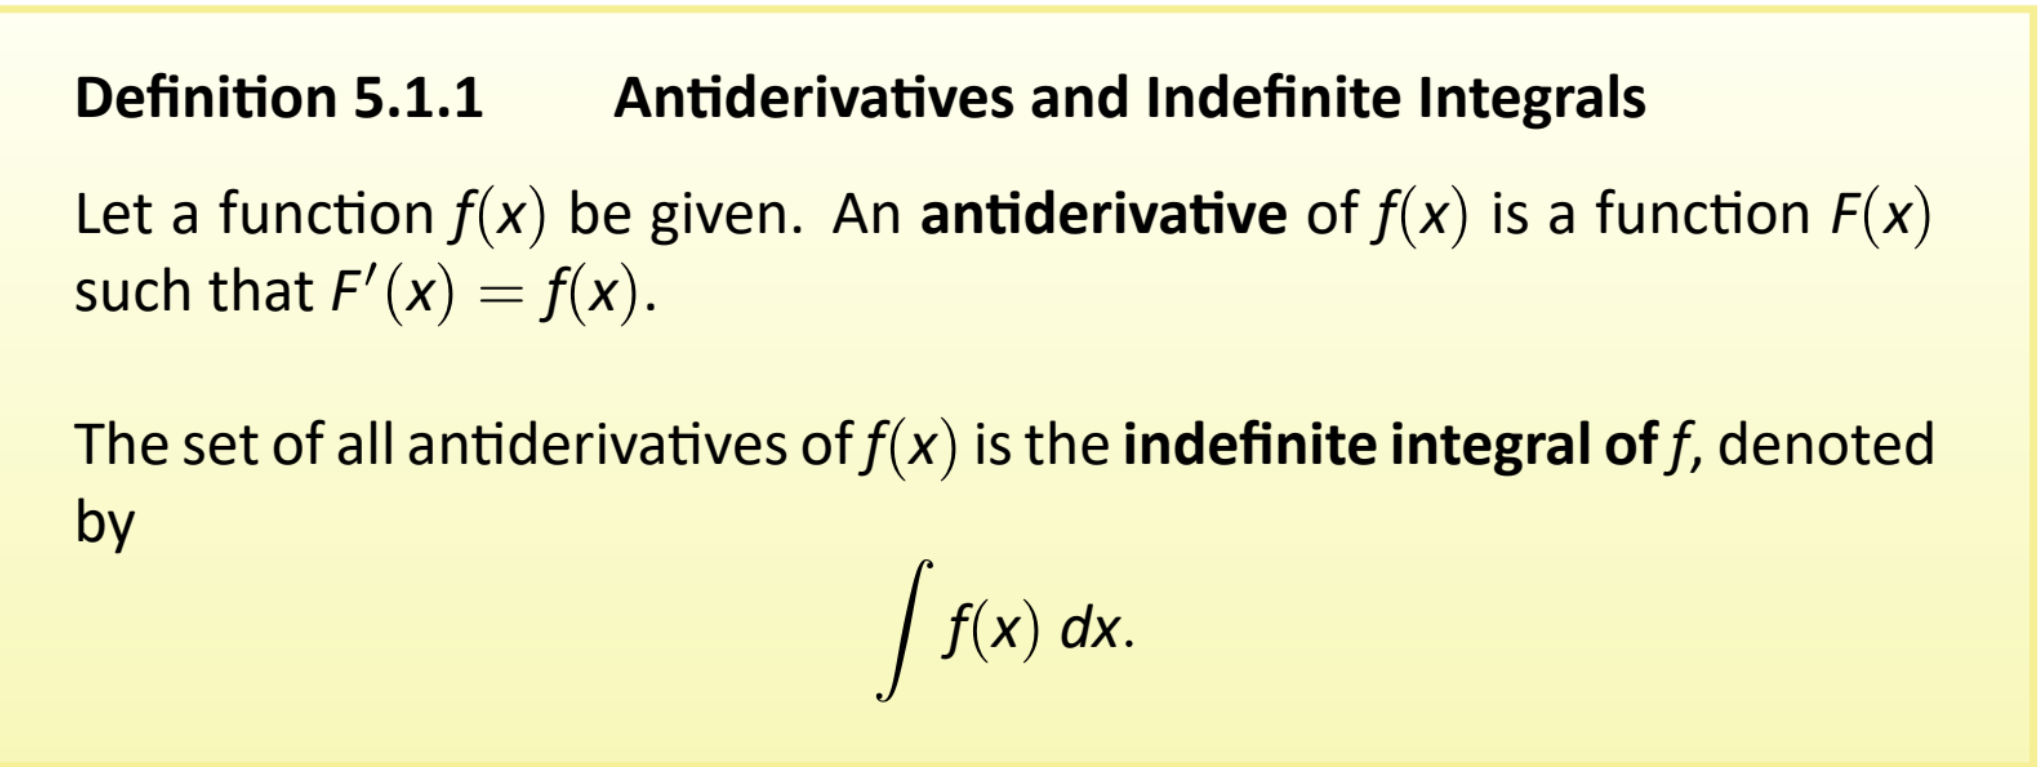 Definition 5.1.1 Antiderivatives and Indefinite Integrals
Let a function f(x) be given. An antiderivative of f(x) is a function F(x)
such that F′(x) = f(x).
The set of all antiderivatives of f(x) is the indefinite integral of f, denoted
by
∫ f(x) dx.